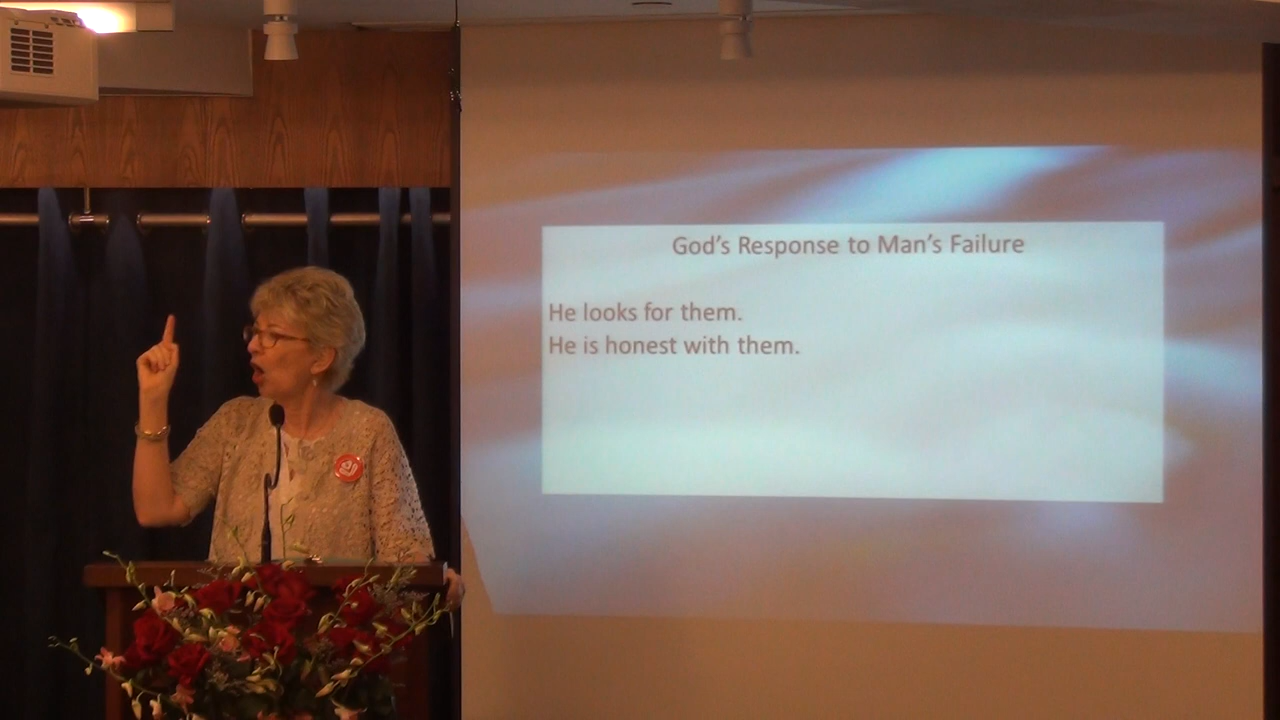 God’s Response to Man’s Failure
He looks for them.
He is honest with them.